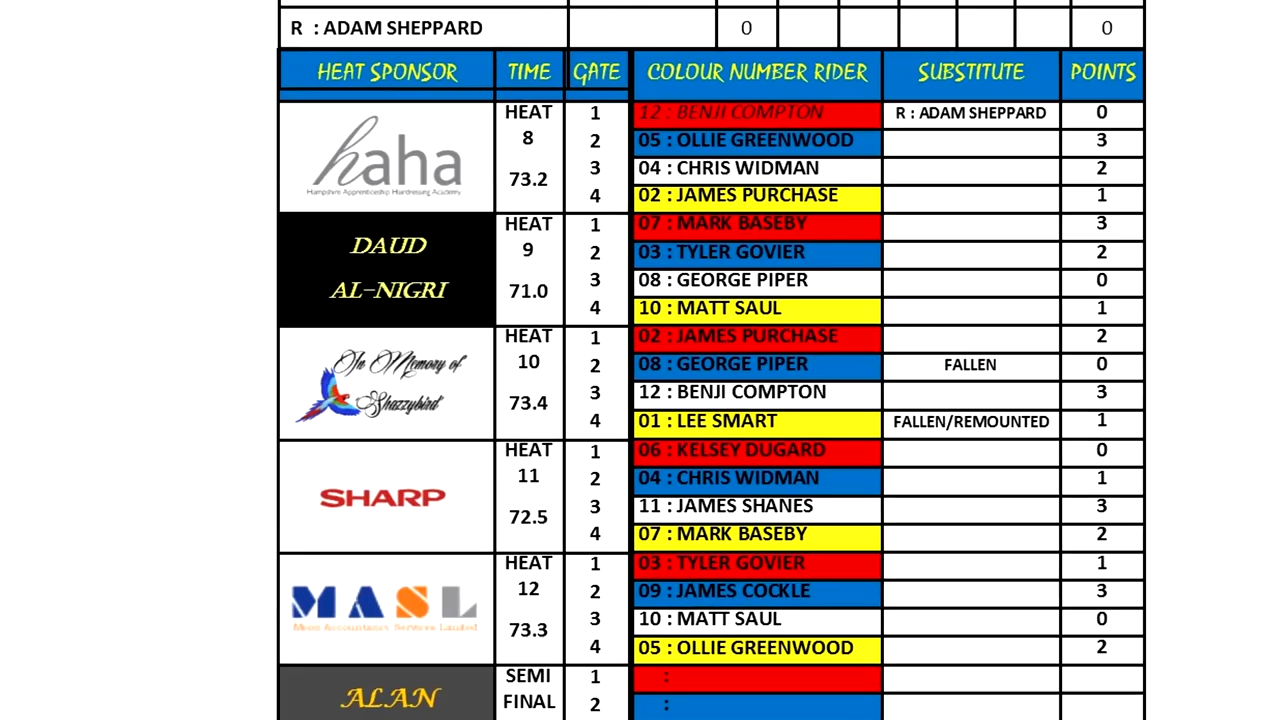 R : ADAM SHEPPARD 0 0
HEAT SPONSOR TIME GATE COLOUR NUMBER RIDER SUBSTITUTE POINTS
haha
Hampshire Apprenticeship Hairdressing Academy
HEAT 8 73.2
1 12 : BENJI COMPTON R : ADAM SHEPPARD 0
2 05 : OLLIE GREENWOOD 3
3 04 : CHRIS WIDMAN 2
4 02 : JAMES PURCHASE 1
DAUD
AL-NIGRI
HEAT 9 71.0
1 07 : MARK BASEBY 3
2 03 : TYLER GOVIER 2
3 08 : GEORGE PIPER 0
4 10 : MATT SAUL 1
In Memory of
Shazzybird
HEAT 10 73.4
1 02 : JAMES PURCHASE 2
2 08 : GEORGE PIPER FALLEN 0
3 12 : BENJI COMPTON 3
4 01 : LEE SMART FALLEN/REMOUNTED 1
SHARP
HEAT 11 72.5
1 06 : KELSEY DUGARD 0
2 04 : CHRIS WIDMAN 1
3 11 : JAMES SHANES 3
4 07 : MARK BASEBY 2
MASL
Accountancy Services Limited
HEAT 12 73.3
1 03 : TYLER GOVIER 1
2 09 : JAMES COCKLE 3
3 10 : MATT SAUL 0
4 05 : OLLIE GREENWOOD 2
ALAN
SEMI FINAL
1 :
2 :